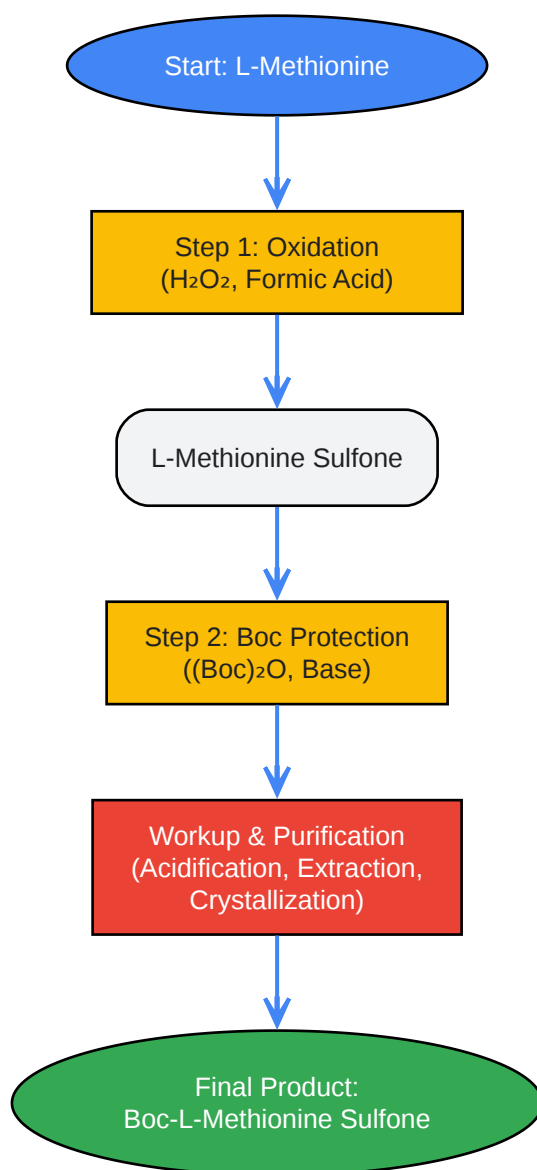 Start: L-Methionine
Step 1: Oxidation
(H₂O₂, Formic Acid)
L-Methionine Sulfone
Step 2: Boc Protection
((Boc)₂O, Base)
Workup & Purification
(Acidification, Extraction,
Crystallization)
Final Product:
Boc-L-Methionine Sulfone